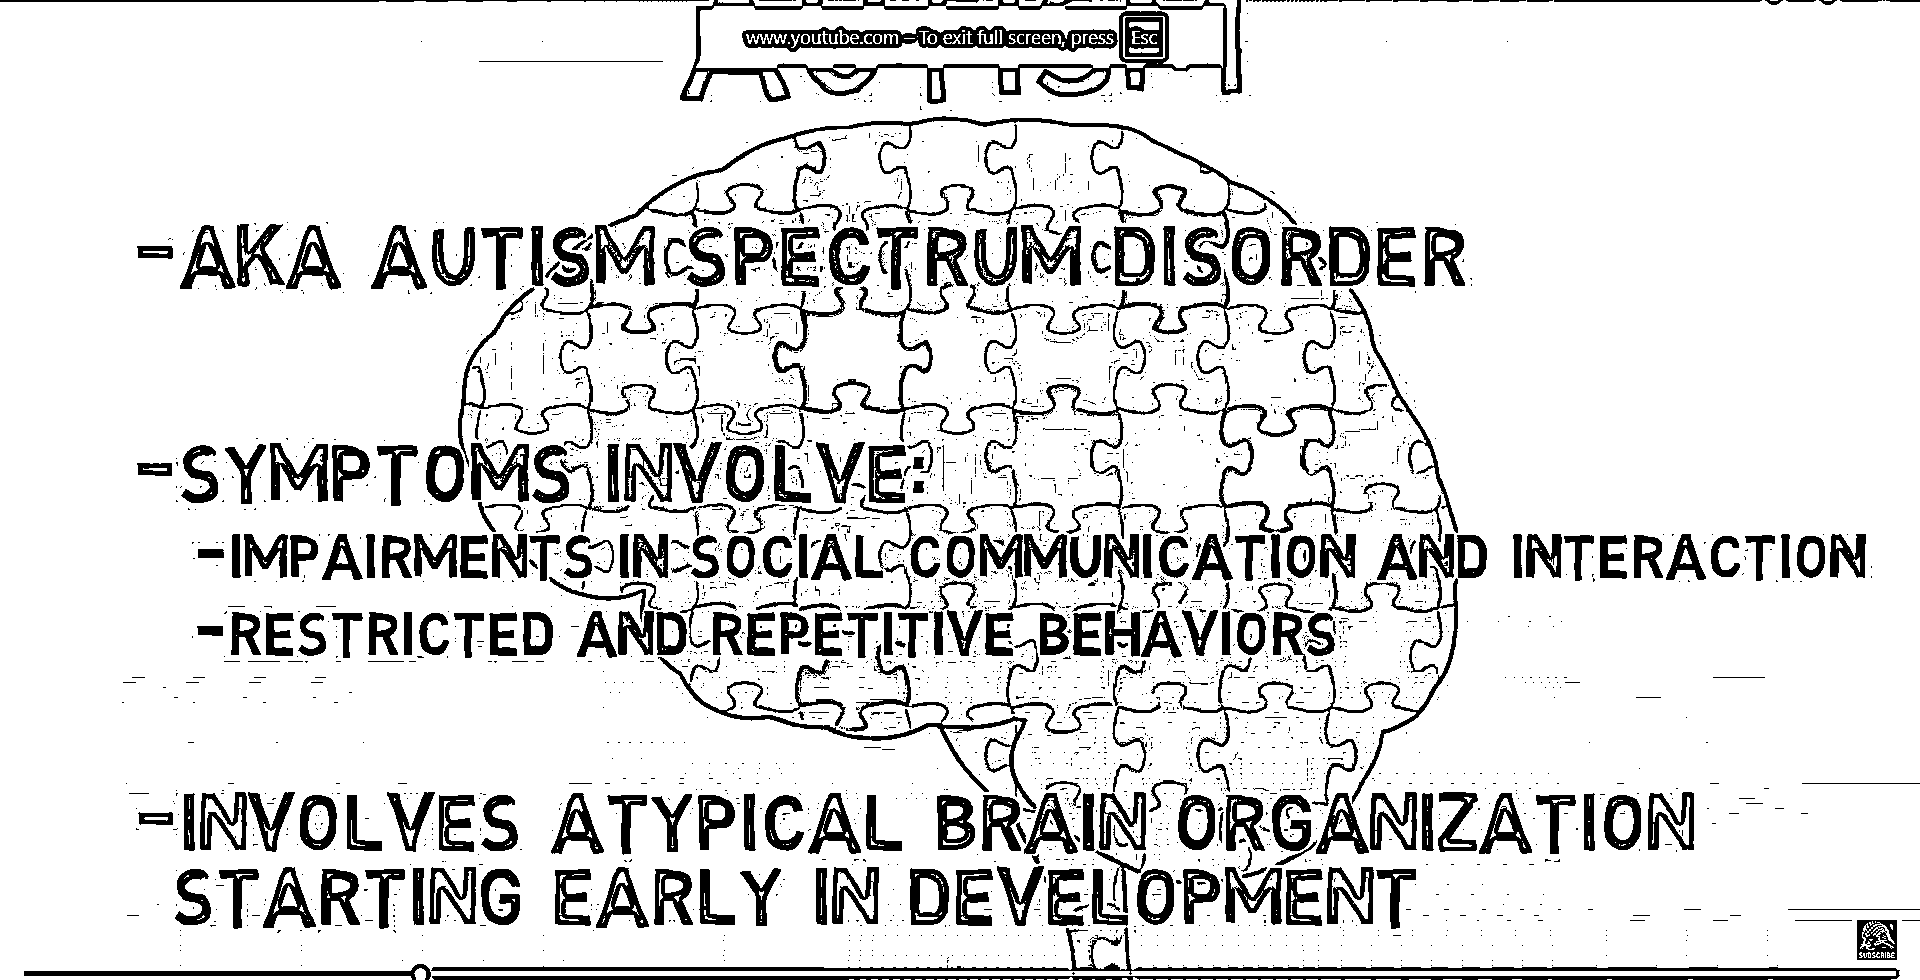 www.youtube.com – To exit full screen, press Esc
-AKA AUTISM SPECTRUM DISORDER
-SYMPTOMS INVOLVE:
-IMPAIRMENTS IN SOCIAL COMMUNICATION AND INTERACTION
-RESTRICTED AND REPETITIVE BEHAVIORS
-INVOLVES ATYPICAL BRAIN ORGANIZATION
STARTING EARLY IN DEVELOPMENT
SUBSCRIBE